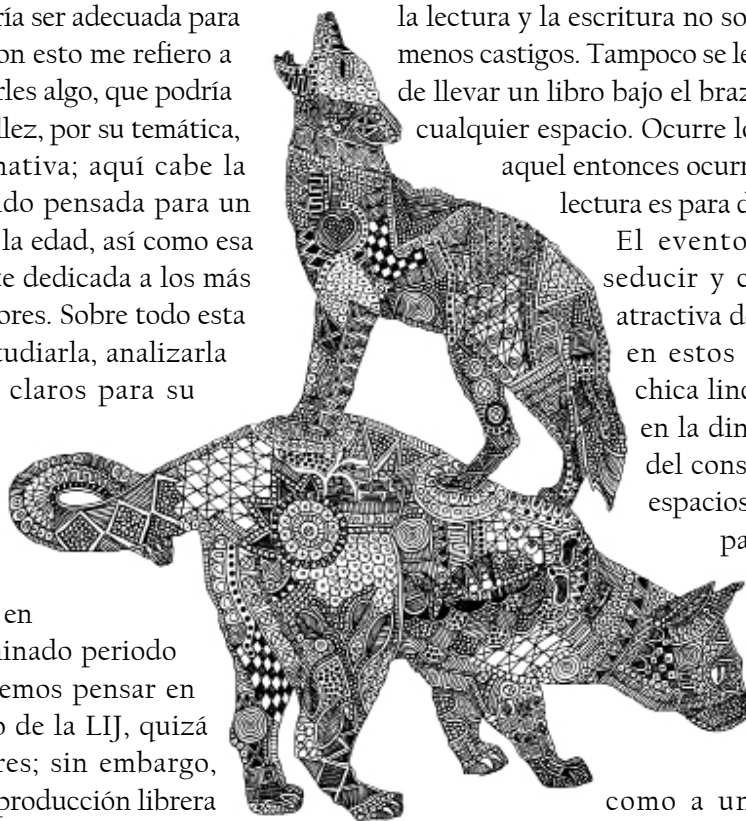 ría ser adecuada para
on esto me refiero a
rles algo, que podría
llez, por su temática,
nativa; aquí cabe la
do pensada para un
la edad, así como esa
te dedicada a los más
ores. Sobre todo esta
tudiarla, analizarla
claros para su
en
inado periodo
emos pensar en
o de la LIJ, quizá
res; sin embargo,
producción librera
la lectura y la escritura no so
menos castigos. Tampoco se le
de llevar un libro bajo el braz
cualquier espacio. Ocurre l
aquel entonces ocurr
lectura es para d
El evento
seducir y c
atractiva d
en estos
chica lind
en la din
del cons
espacios
pa
como a un